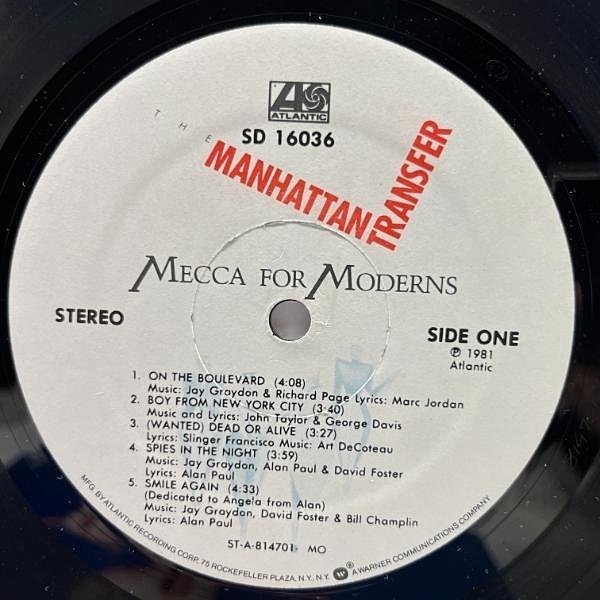 ATLANTIC
SD 16036
THE
MANHATTAN
TRANSFER
MECCA FOR MODERNS
STEREO
SIDE ONE
℗ 1981
Atlantic
1. ON THE BOULEVARD (4:08)
Music: Jay Graydon & Richard Page Lyrics: Marc Jordan
2. BOY FROM NEW YORK CITY (3:40)
Music and Lyrics: John Taylor & George Davis
3. (WANTED) DEAD OR ALIVE (3:27)
Lyrics: Slinger Francisco Music: Art DeCoteau
4. SPIES IN THE NIGHT (3:59)
Music: Jay Graydon, Alan Paul & David Foster
Lyrics: Alan Paul
5. SMILE AGAIN (4:33)
(Dedicated to Angela from Alan)
Music: Jay Graydon, David Foster & Bill Champlin
Lyrics: Alan Paul
ST-A-814701 MO
MFG. BY ATLANTIC RECORDING CORP. 75 ROCKEFELLER PLAZA, N.Y. N.Y. A WARNER COMMUNICATIONS COMPANY